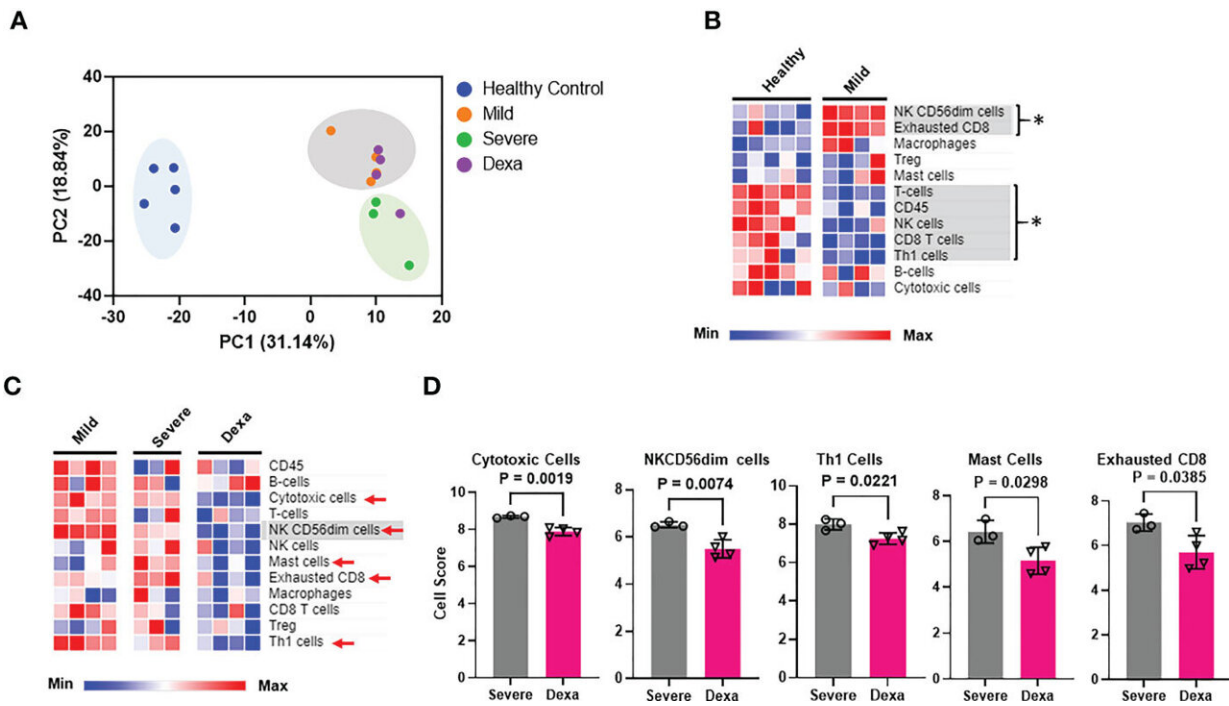 A
40
20
0
-20
-40
PC2 (18.84%)
-30
-20
-10
0
10
20
PC1 (31.14%)
Healthy Control
Mild
Severe
Dexa
B
Healthy
Mild
NK CD56dim cells
Exhausted CD8
*
Macrophages
Treg
Mast cells
T-cells
CD45
NK cells
*
CD8 T cells
Th1 cells
B-cells
Cytotoxic cells
Min
Max
C
Mild
Severe
Dexa
CD45
B-cells
Cytotoxic cells
T-cells
NK CD56dim cells
NK cells
Mast cells
Exhausted CD8
Macrophages
CD8 T cells
Treg
Th1 cells
Min
Max
D
Cytotoxic Cells
P = 0.0019
Cell Score
10
8
6
4
2
0
Severe
Dexa
NKCD56dim cells
P = 0.0074
8
6
4
2
0
Severe
Dexa
Th1 Cells
P = 0.0221
10
8
6
4
2
0
Severe
Dexa
Mast Cells
P = 0.0298
8
6
4
2
0
Severe
Dexa
Exhausted CD8
P = 0.0385
8
6
4
2
0
Severe
Dexa